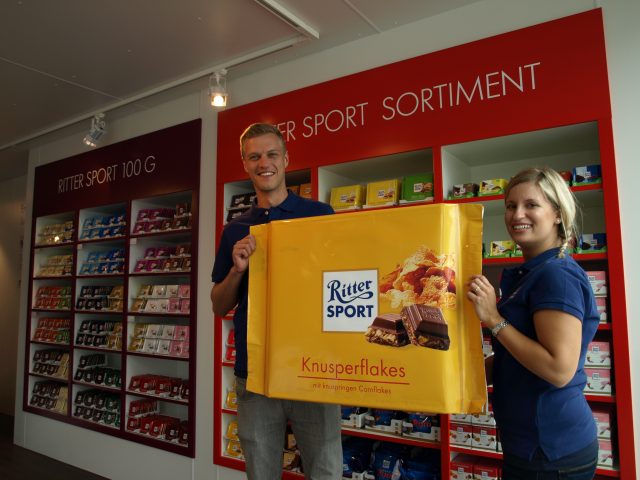 RITTER SPORT 100 G
ER SPORT SORTIMENT
Ritter
SPORT
Knusperflakes
...mit knusprigen Cornflakes